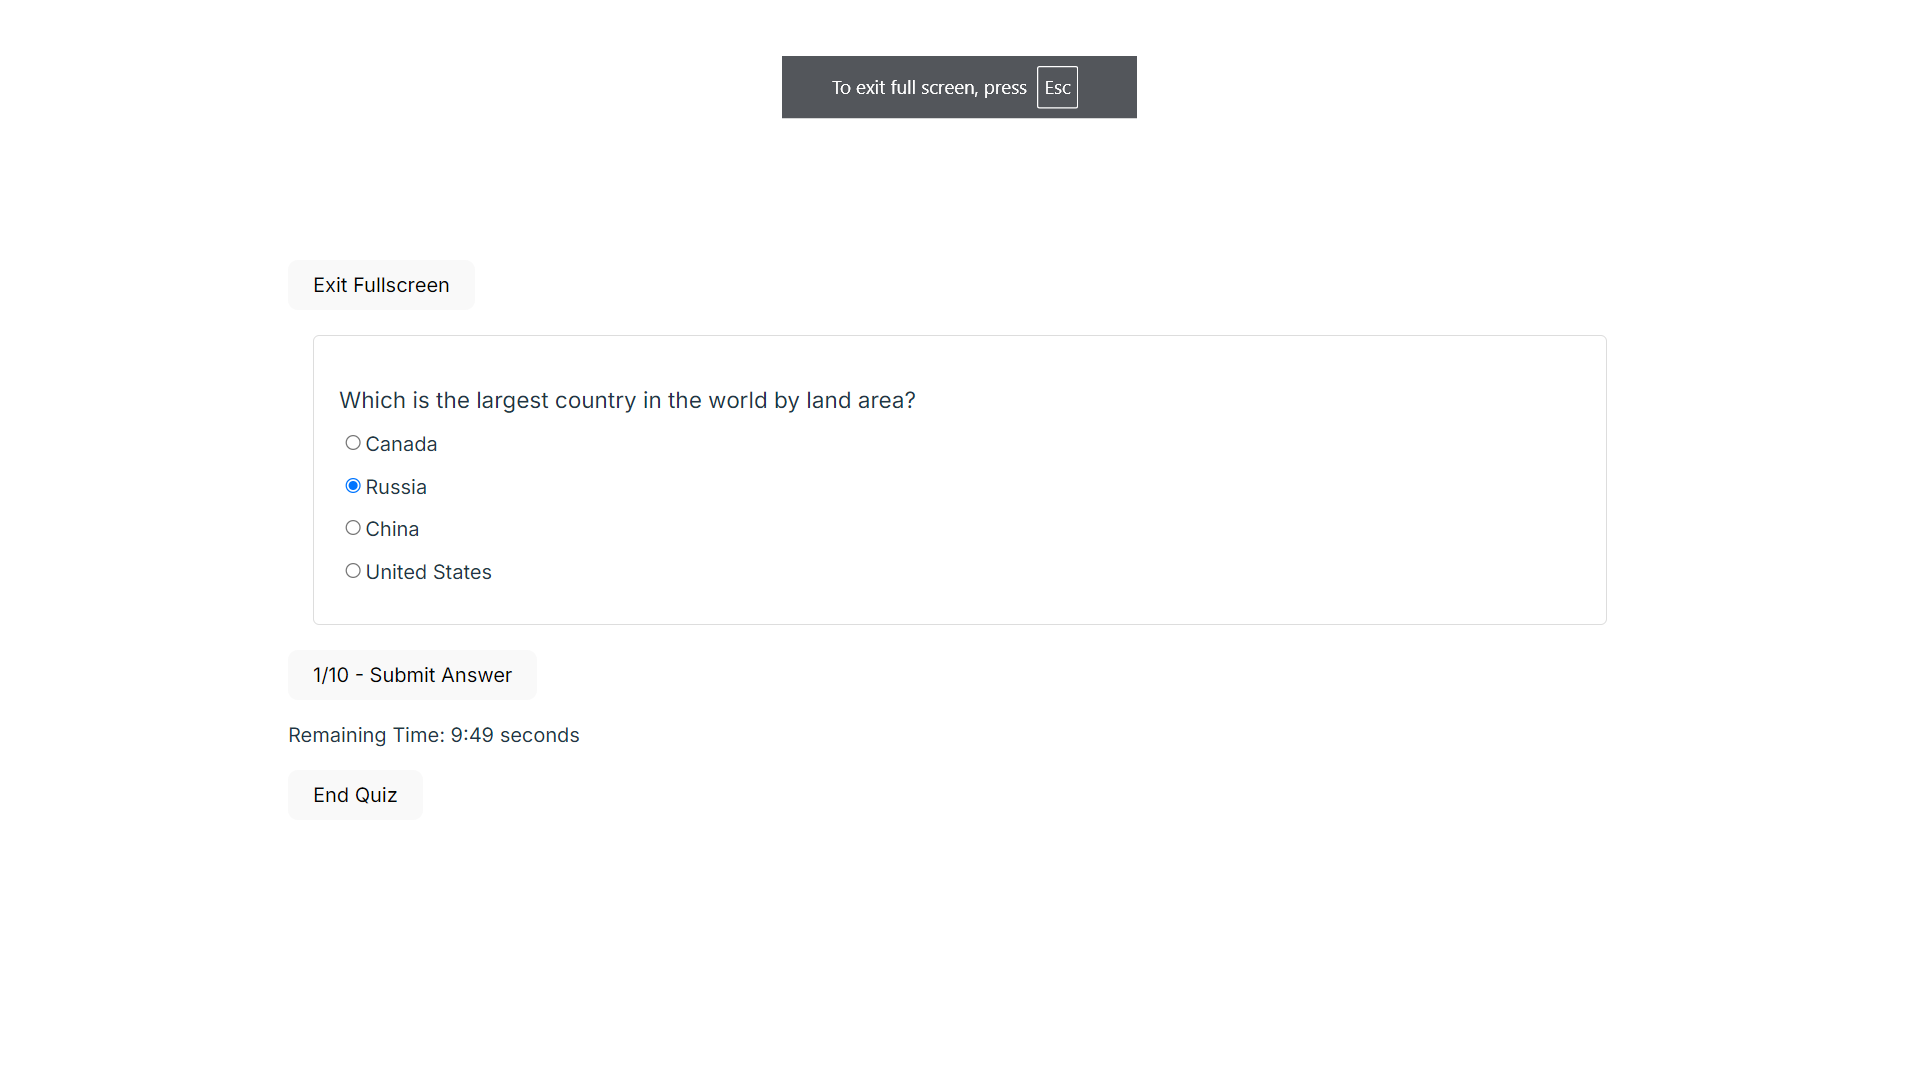 To exit full screen, press Esc
Exit Fullscreen
Which is the largest country in the world by land area?
Canada
Russia
China
United States
1/10 - Submit Answer
Remaining Time: 9:49 seconds
End Quiz